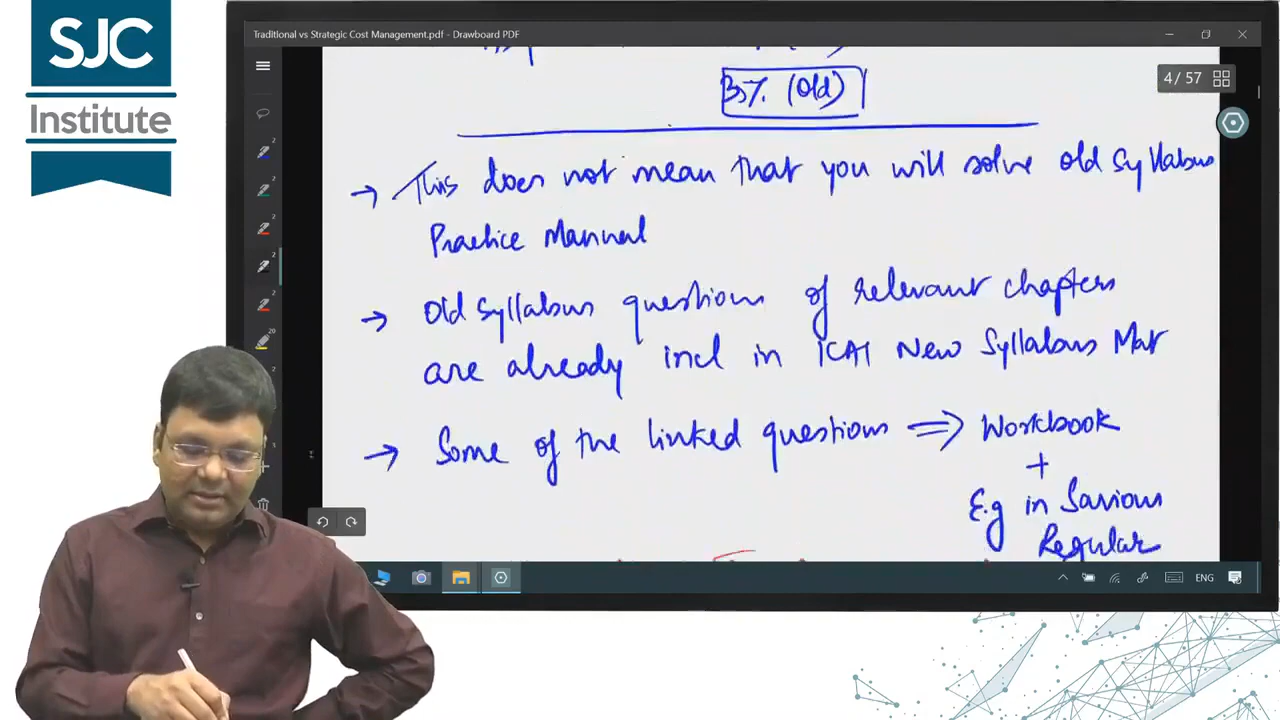 SJC
Institute
Traditional vs Strategic Cost Management.pdf - Drawboard PDF
4 / 57
35%. (Old)
→ This does not mean that you will solve old Syllabus
Practice Manual
→ Old Syllabus questions of relevant chapters
are already incl in ICAI New Syllabus Mat
→ Some of the linked questions ⇒ Workbook
+
E.g in Saviour
Regular
ENG